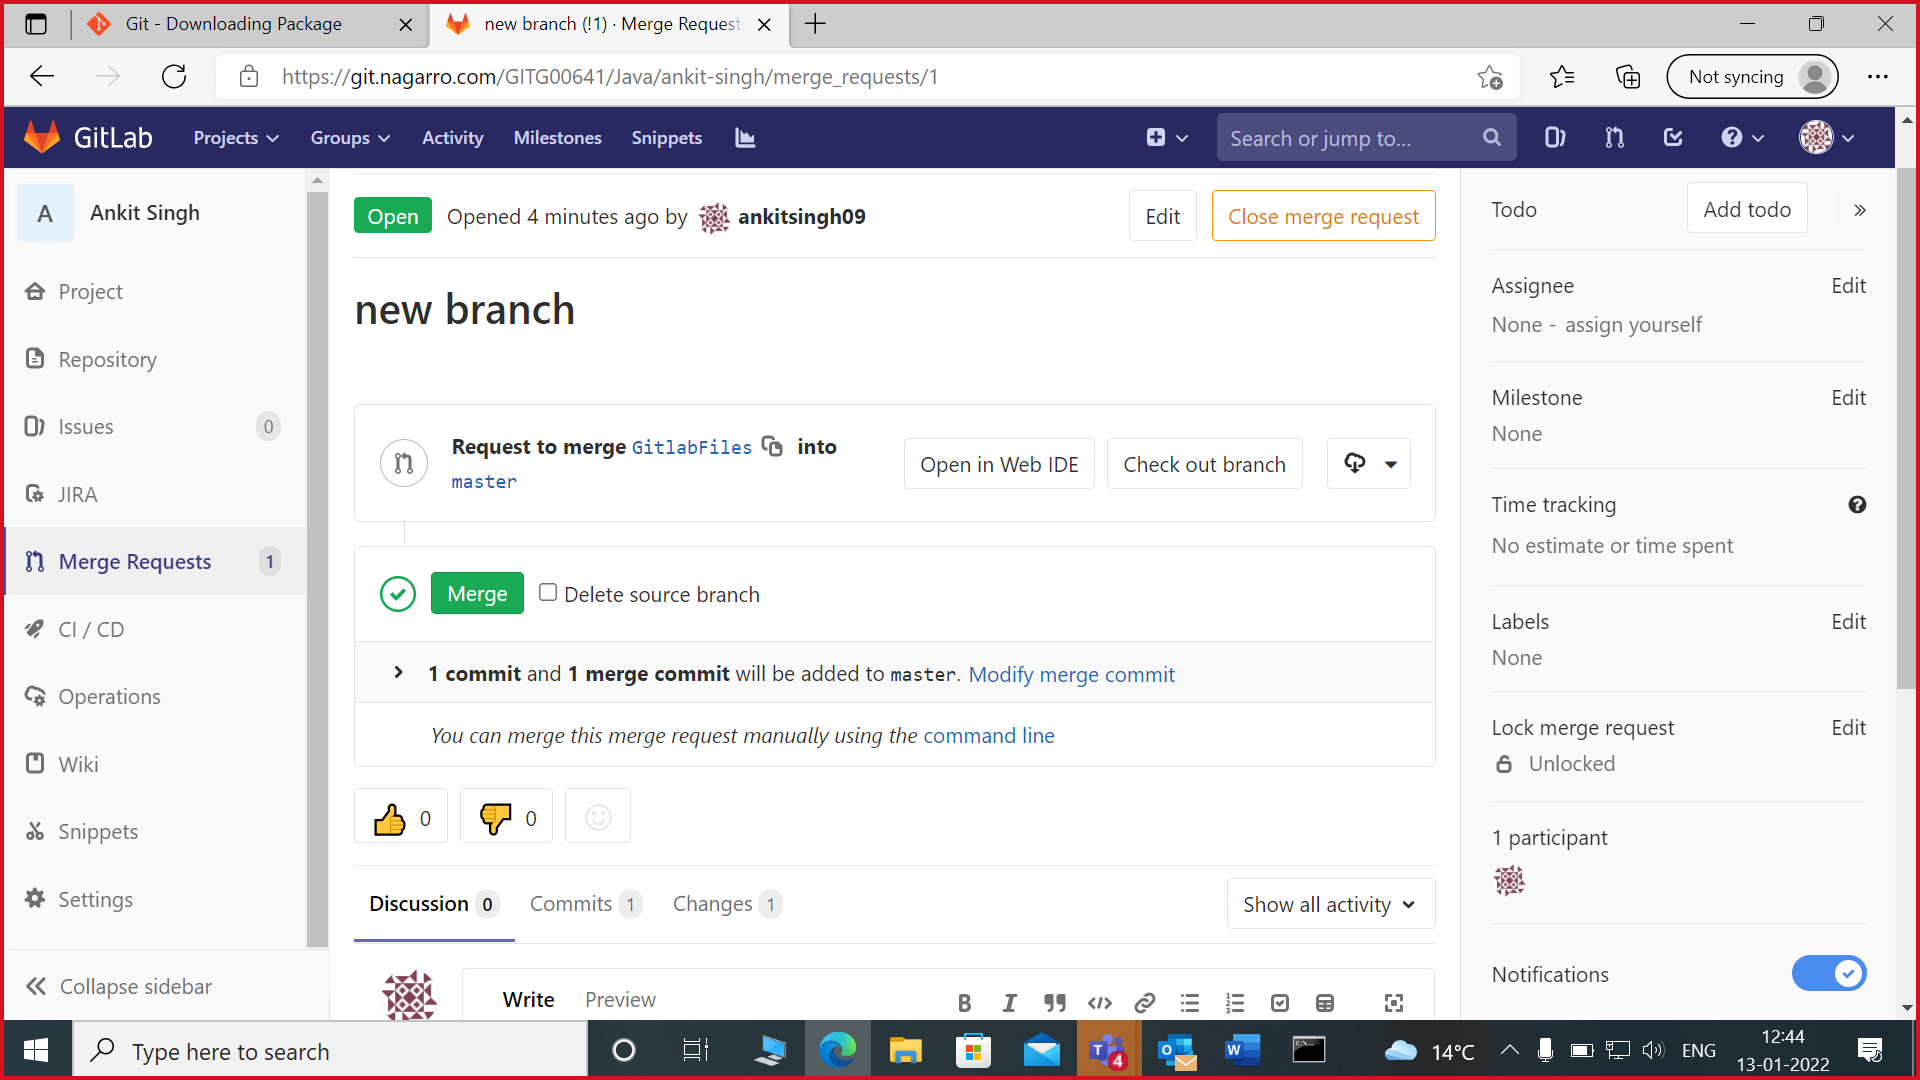 Git - Downloading Package
new branch (!1) · Merge Request
https://git.nagarro.com/GITG00641/Java/ankit-singh/merge_requests/1
Not syncing
GitLab
Projects
Groups
Activity
Milestones
Snippets
Search or jump to...
A
Ankit Singh
Project
Repository
Issues 0
JIRA
Merge Requests 1
CI / CD
Operations
Wiki
Snippets
Settings
Collapse sidebar
Open
Opened 4 minutes ago by ankitsingh09
Edit
Close merge request
new branch
Request to merge GitlabFiles into
master
Open in Web IDE
Check out branch
Merge
Delete source branch
1 commit and 1 merge commit will be added to master. Modify merge commit
You can merge this merge request manually using the command line
0
0
Discussion 0
Commits 1
Changes 1
Show all activity
Write
Preview
Todo
Add todo
Assignee
Edit
None - assign yourself
Milestone
Edit
None
Time tracking
No estimate or time spent
Labels
Edit
None
Lock merge request
Edit
Unlocked
1 participant
Notifications
Type here to search
4
14°C
ENG
12:44
13-01-2022